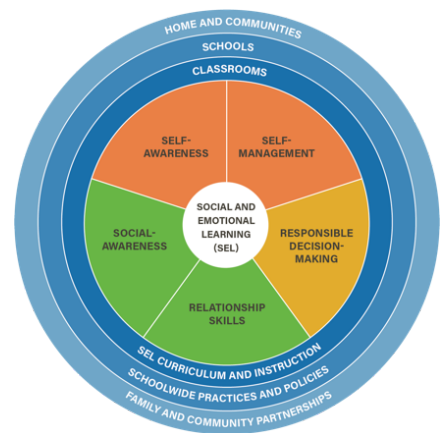 HOME AND COMMUNITIES
SCHOOLS
CLASSROOMS
SELF-
AWARENESS
SELF-
MANAGEMENT
SOCIAL AND
EMOTIONAL
LEARNING
(SEL)
SOCIAL-
AWARENESS
RESPONSIBLE
DECISION-
MAKING
RELATIONSHIP
SKILLS
SEL CURRICULUM AND INSTRUCTION
SCHOOLWIDE PRACTICES AND POLICIES
FAMILY AND COMMUNITY PARTNERSHIPS